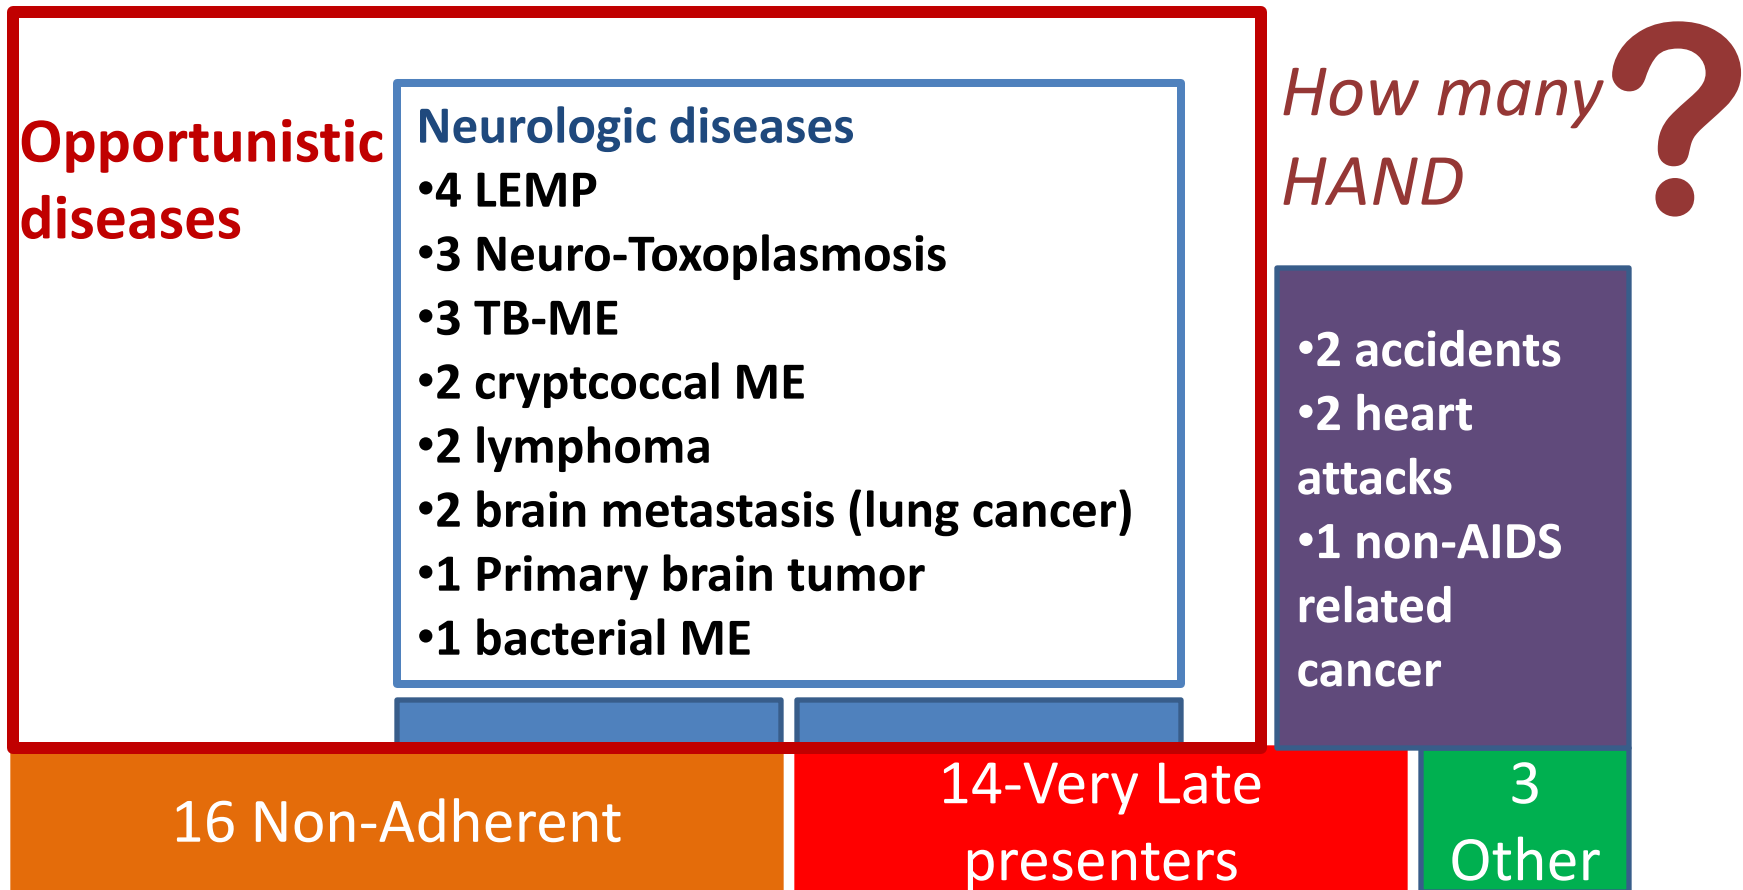 Opportunistic
diseases
Neurologic diseases
•4 LEMP
•3 Neuro-Toxoplasmosis
•3 TB-ME
•2 cryptcoccal ME
•2 lymphoma
•2 brain metastasis (lung cancer)
•1 Primary brain tumor
•1 bacterial ME
How many
HAND
?
•2 accidents
•2 heart
attacks
•1 non-AIDS
related
cancer
16 Non-Adherent
14-Very Late
presenters
3
Other